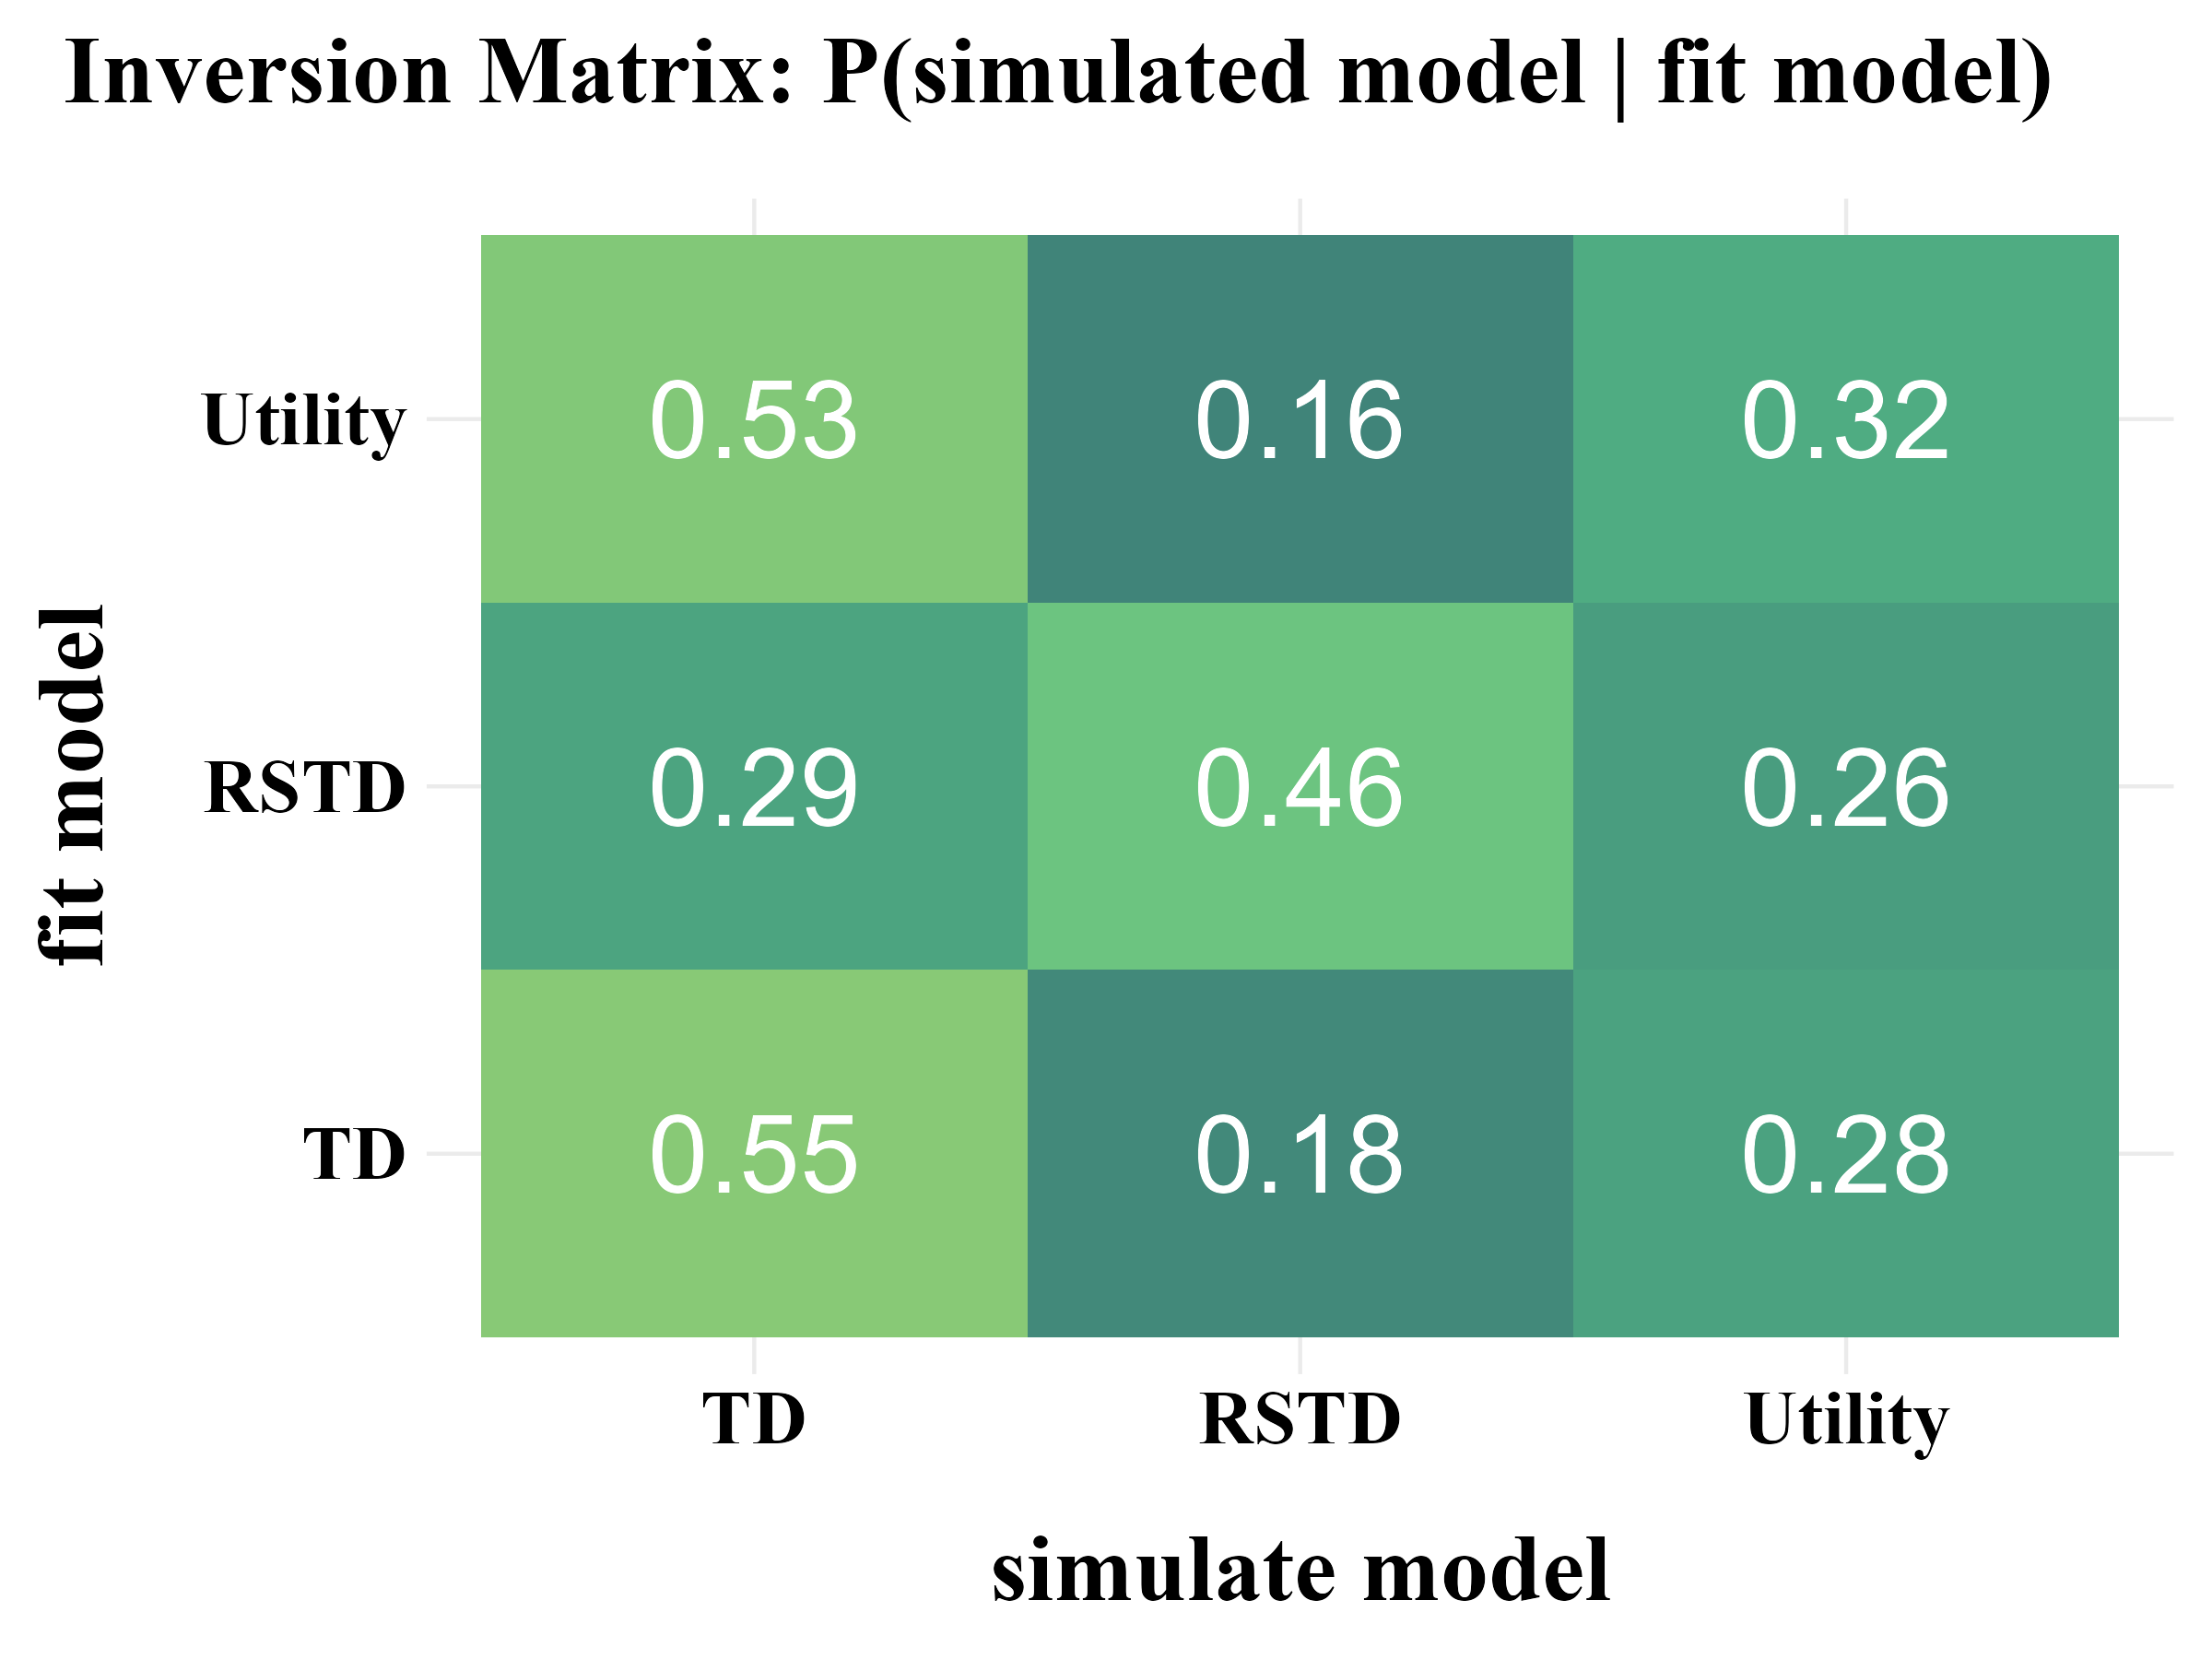 Inversion Matrix: P(simulated model | fit model)
fit model
Utility
0.53
0.16
0.32
RSTD
0.29
0.46
0.26
TD
0.55
0.18
0.28
TD
RSTD
Utility
simulate model